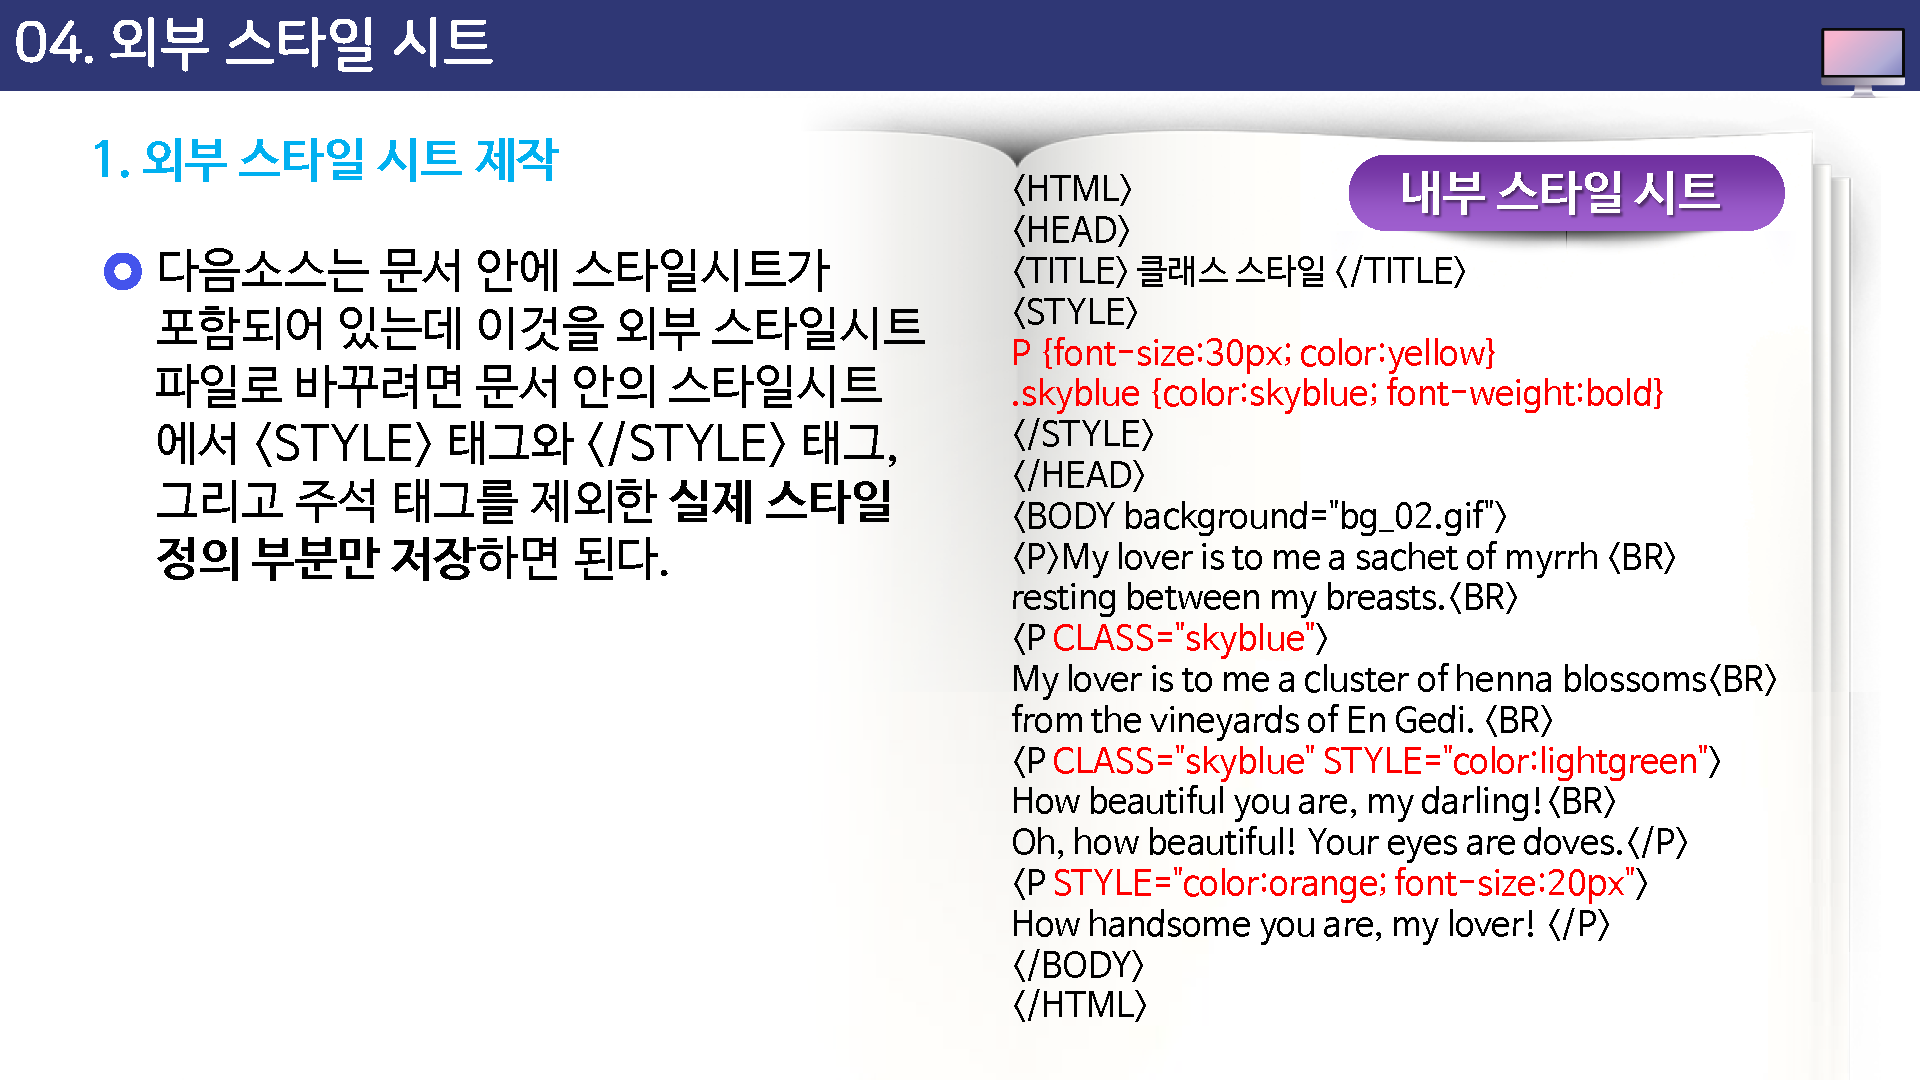 04. 외부 스타일 시트
1. 외부 스타일 시트 제작
다음소스는 문서 안에 스타일시트가
포함되어 있는데 이것을 외부 스타일시트
파일로 바꾸려면 문서 안의 스타일시트
에서 〈STYLE〉 태그와 〈/STYLE〉 태그,
그리고 주석 태그를 제외한 실제 스타일
정의 부분만 저장하면 된다.
내부 스타일 시트
〈HTML〉
〈HEAD〉
〈TITLE〉 클래스 스타일 〈/TITLE〉
〈STYLE〉
P {font-size:30px; color:yellow}
.skyblue {color:skyblue; font-weight:bold}
〈/STYLE〉
〈/HEAD〉
〈BODY background="bg_02.gif"〉
〈P〉My lover is to me a sachet of myrrh 〈BR〉
resting between my breasts.〈BR〉
〈P CLASS="skyblue"〉
My lover is to me a cluster of henna blossoms〈BR〉
from the vineyards of En Gedi. 〈BR〉
〈P CLASS="skyblue" STYLE="color:lightgreen"〉
How beautiful you are, my darling!〈BR〉
Oh, how beautiful! Your eyes are doves.〈/P〉
〈P STYLE="color:orange; font-size:20px"〉
How handsome you are, my lover! 〈/P〉
〈/BODY〉
〈/HTML〉